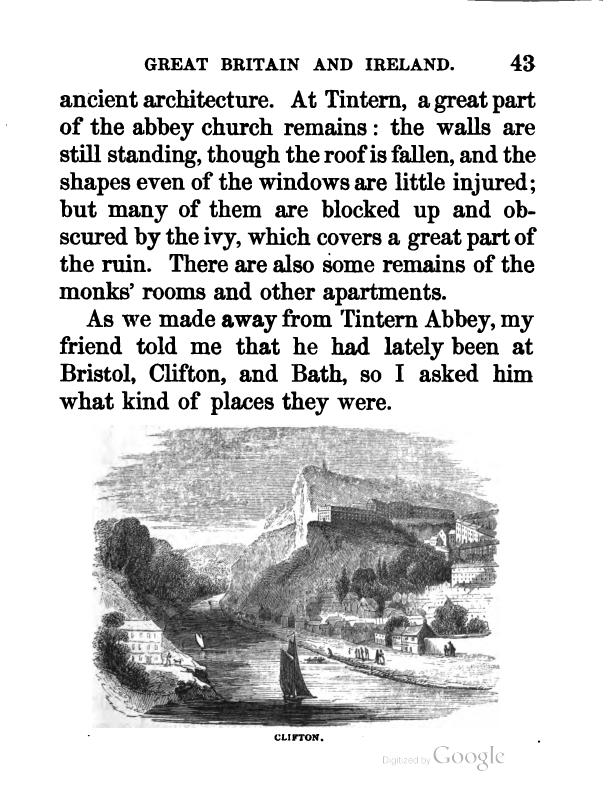 GREAT BRITAIN AND IRELAND. 43
ancient architecture. At Tintern, a great part
of the abbey church remains: the walls are
still standing, though the roof is fallen, and the
shapes even of the windows are little injured;
but many of them are blocked up and ob-
scured by the ivy, which covers a great part of
the ruin. There are also some remains of the
monks' rooms and other apartments.
As we made away from Tintern Abbey, my
friend told me that he had lately been at
Bristol, Clifton, and Bath, so I asked him
what kind of places they were.
CLIFTON.
Digitized by Google